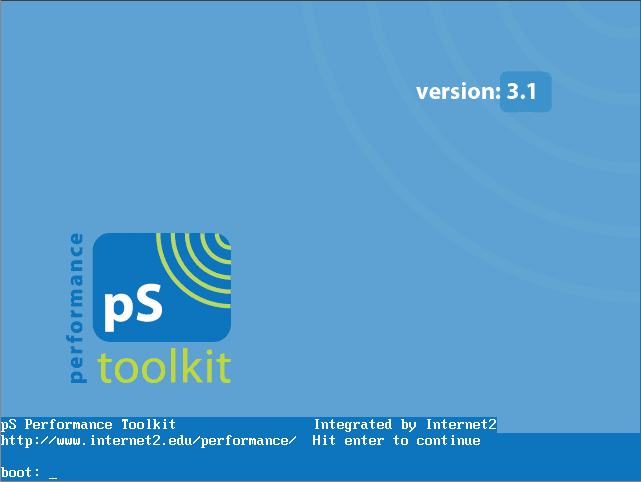 version: 3.1
performance
pS
toolkit
pS Performance Toolkit Integrated by Internet2
http://www.internet2.edu/performance/ Hit enter to continue
boot: _